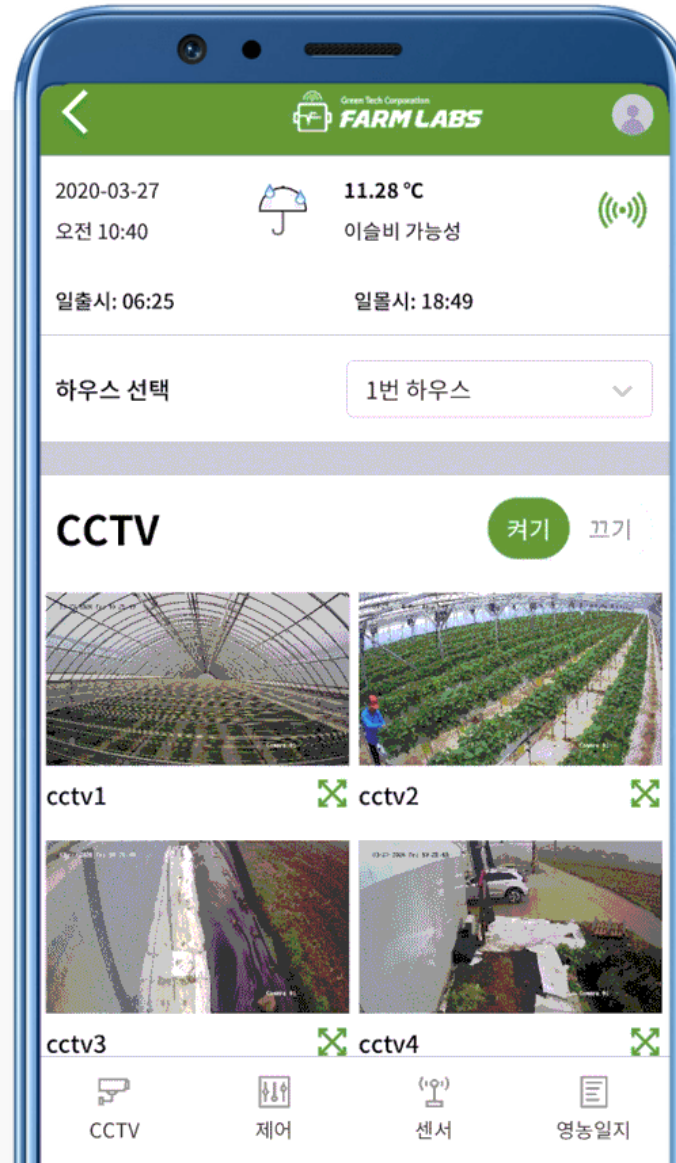 Green Tech Corporation
FARM LABS
2020-03-27
11.28 °C
오전 10:40
이슬비 가능성
일출시: 06:25
일몰시: 18:49
하우스 선택
1번 하우스
CCTV
켜기
끄기
cctv1
cctv2
cctv3
cctv4
CCTV
제어
센서
영농일지